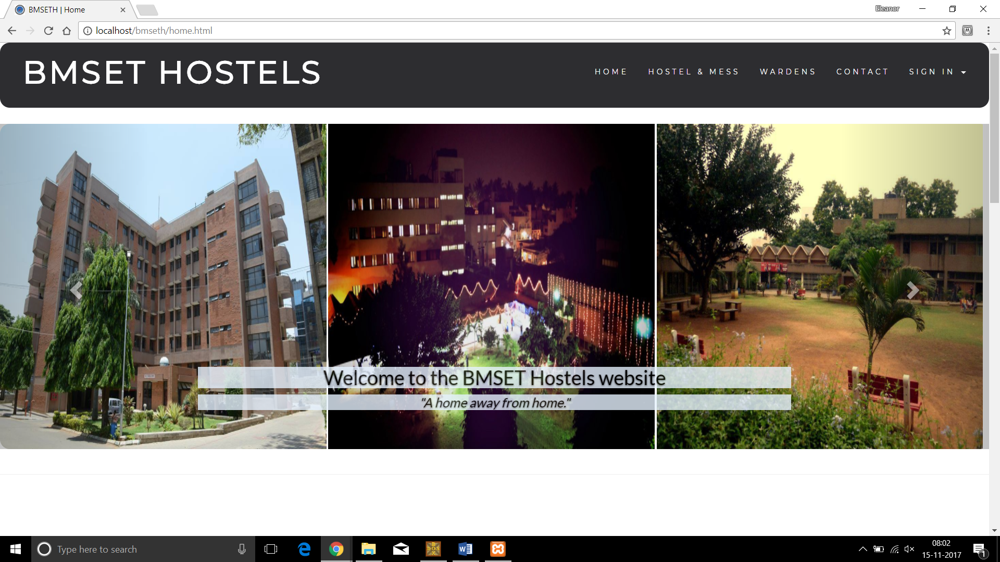 BMSETH | Home
Eleanor
localhost/bmseth/home.html
BMSET HOSTELS
HOME HOSTEL & MESS WARDENS CONTACT SIGN IN
Welcome to the BMSET Hostels website
"A home away from home."
Type here to search
08:02
15-11-2017
1